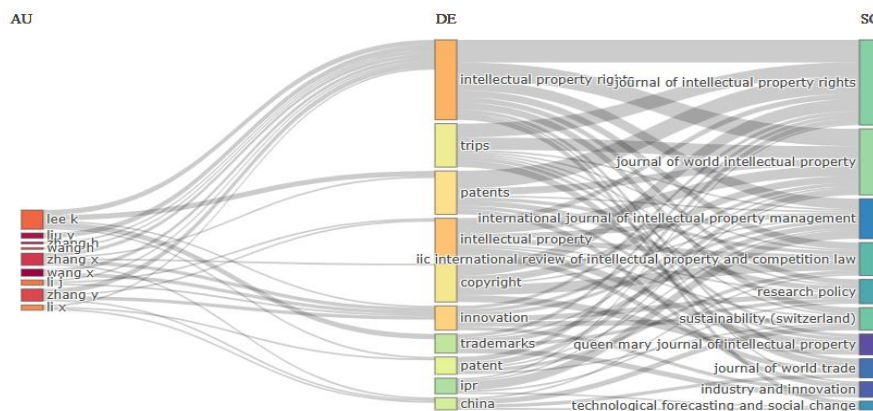 AU
DE
SO
lee k
liu y
zhang h
wang h
zhang x
wang x
li j
zhang y
li x
intellectual property rights
trips
patents
intellectual property
copyright
innovation
trademarks
patent
ipr
china
journal of intellectual property rights
journal of world intellectual property
international journal of intellectual property management
iic international review of intellectual property and competition law
research policy
sustainability (switzerland)
queen mary journal of intellectual property
journal of world trade
industry and innovation
technological forecasting and social change